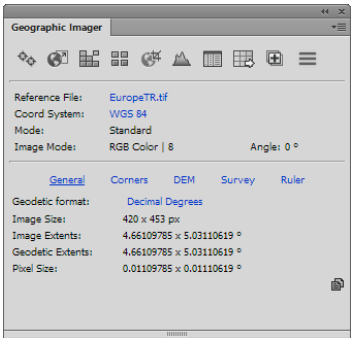 Geographic Imager
Reference File: EuropeTR.tif
Coord System: WGS 84
Mode: Standard
Image Mode: RGB Color | 8 Angle: 0 °
General Corners DEM Survey Ruler
Geodetic format: Decimal Degrees
Image Size: 420 x 453 px
Image Extents: 4.66109785 x 5.03110619 °
Geodetic Extents: 4.66109785 x 5.03110619 °
Pixel Size: 0.01109785 x 0.01110619 °